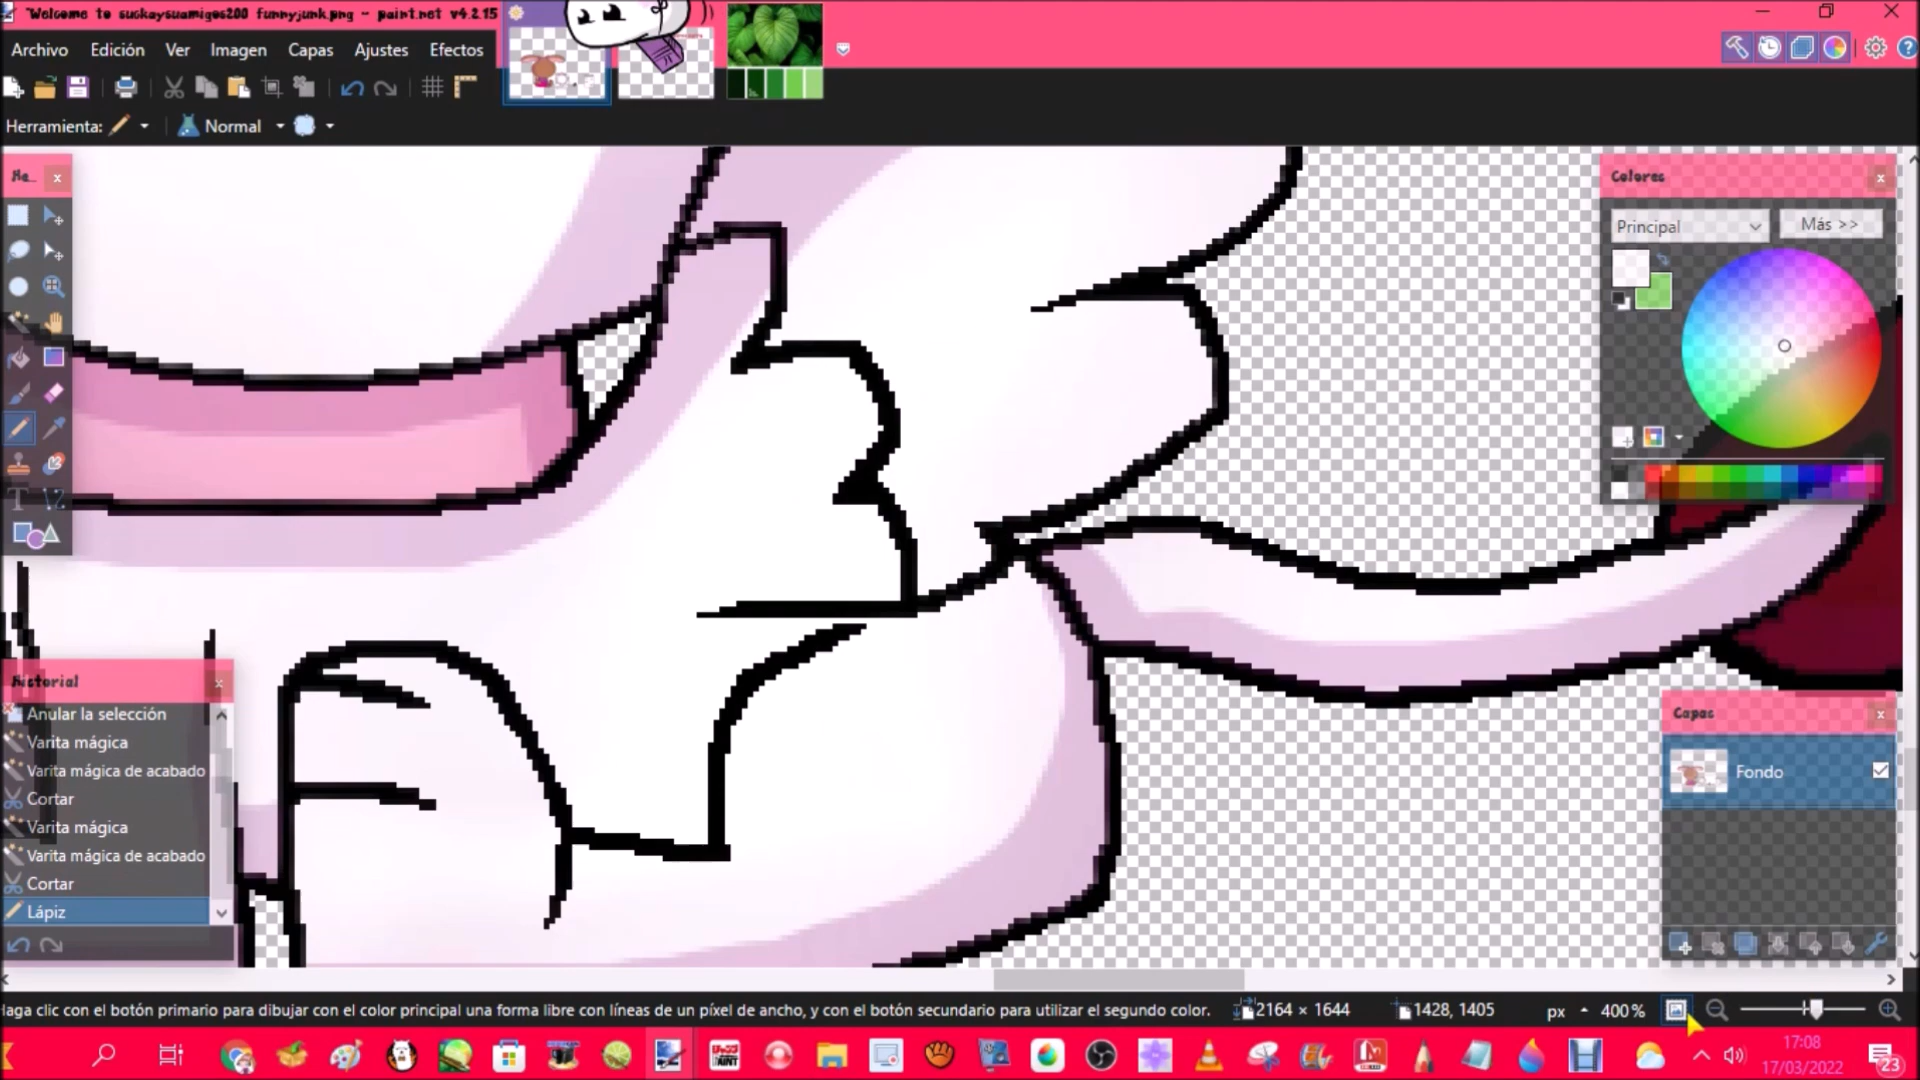 Welcome to suckaysuamigos200 funnyjunk.png - paint.net v4.2.15
Archivo Edición Ver Imagen Capas Ajustes Efectos
Herramienta: Normal
He...
Colores
Principal
Más >>
Historial
Anular la selección
Varita mágica
Varita mágica de acabado
Cortar
Varita mágica
Varita mágica de acabado
Cortar
Lápiz
Capas
Fondo
Haga clic con el botón primario para dibujar con el color principal una forma libre con líneas de un píxel de ancho, y con el botón secundario para utilizar el segundo color.
2164 × 1644
1428, 1405
px
400%
17:08
17/03/2022
23